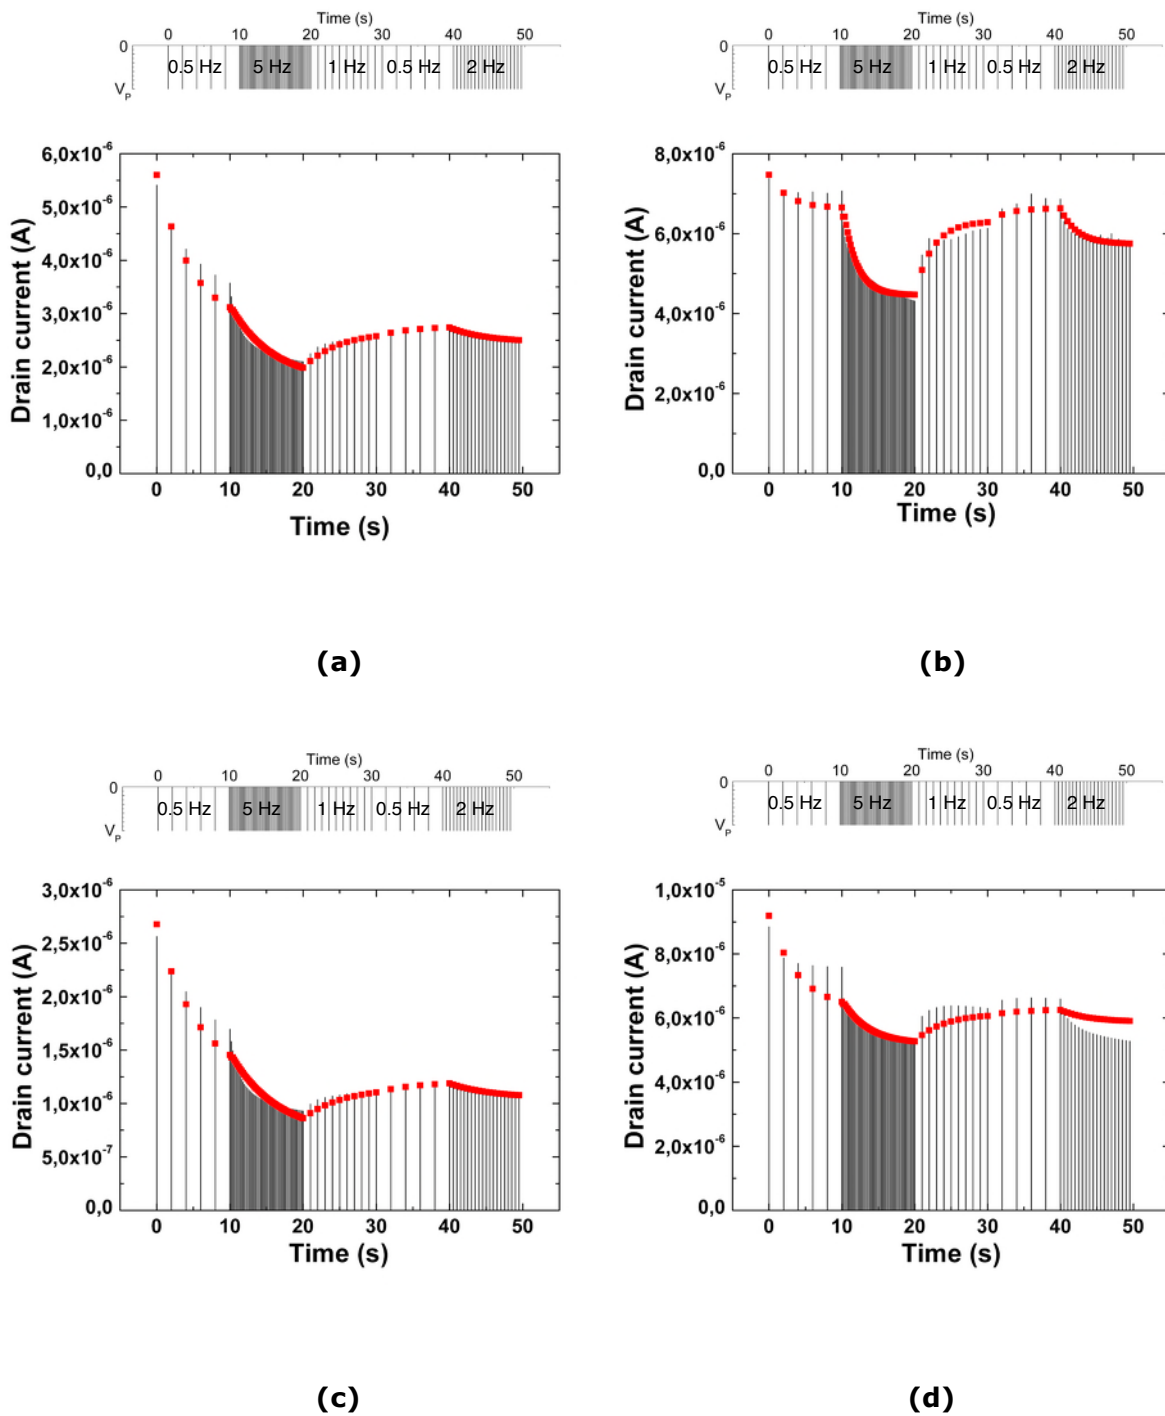 Time (s)
0 10 20 30 40 50
0
0.5 Hz 5 Hz 1 Hz 0.5 Hz 2 Hz
V_P
6,0x10^-6
5,0x10^-6
4,0x10^-6
3,0x10^-6
2,0x10^-6
1,0x10^-6
0,0
Drain current (A)
0 10 20 30 40 50
Time (s)
(a)
Time (s)
0 10 20 30 40 50
0
0.5 Hz 5 Hz 1 Hz 0.5 Hz 2 Hz
V_P
8,0x10^-6
6,0x10^-6
4,0x10^-6
2,0x10^-6
0,0
Drain current (A)
0 10 20 30 40 50
Time (s)
(b)
Time (s)
0 10 20 30 40 50
0
0.5 Hz 5 Hz 1 Hz 0.5 Hz 2 Hz
V_P
3,0x10^-6
2,5x10^-6
2,0x10^-6
1,5x10^-6
1,0x10^-6
5,0x10^-7
0,0
Drain current (A)
0 10 20 30 40 50
Time (s)
(c)
Time (s)
0 10 20 30 40 50
0
0.5 Hz 5 Hz 1 Hz 0.5 Hz 2 Hz
V_P
1,0x10^-5
8,0x10^-6
6,0x10^-6
4,0x10^-6
2,0x10^-6
0,0
Drain current (A)
0 10 20 30 40 50
Time (s)
(d)